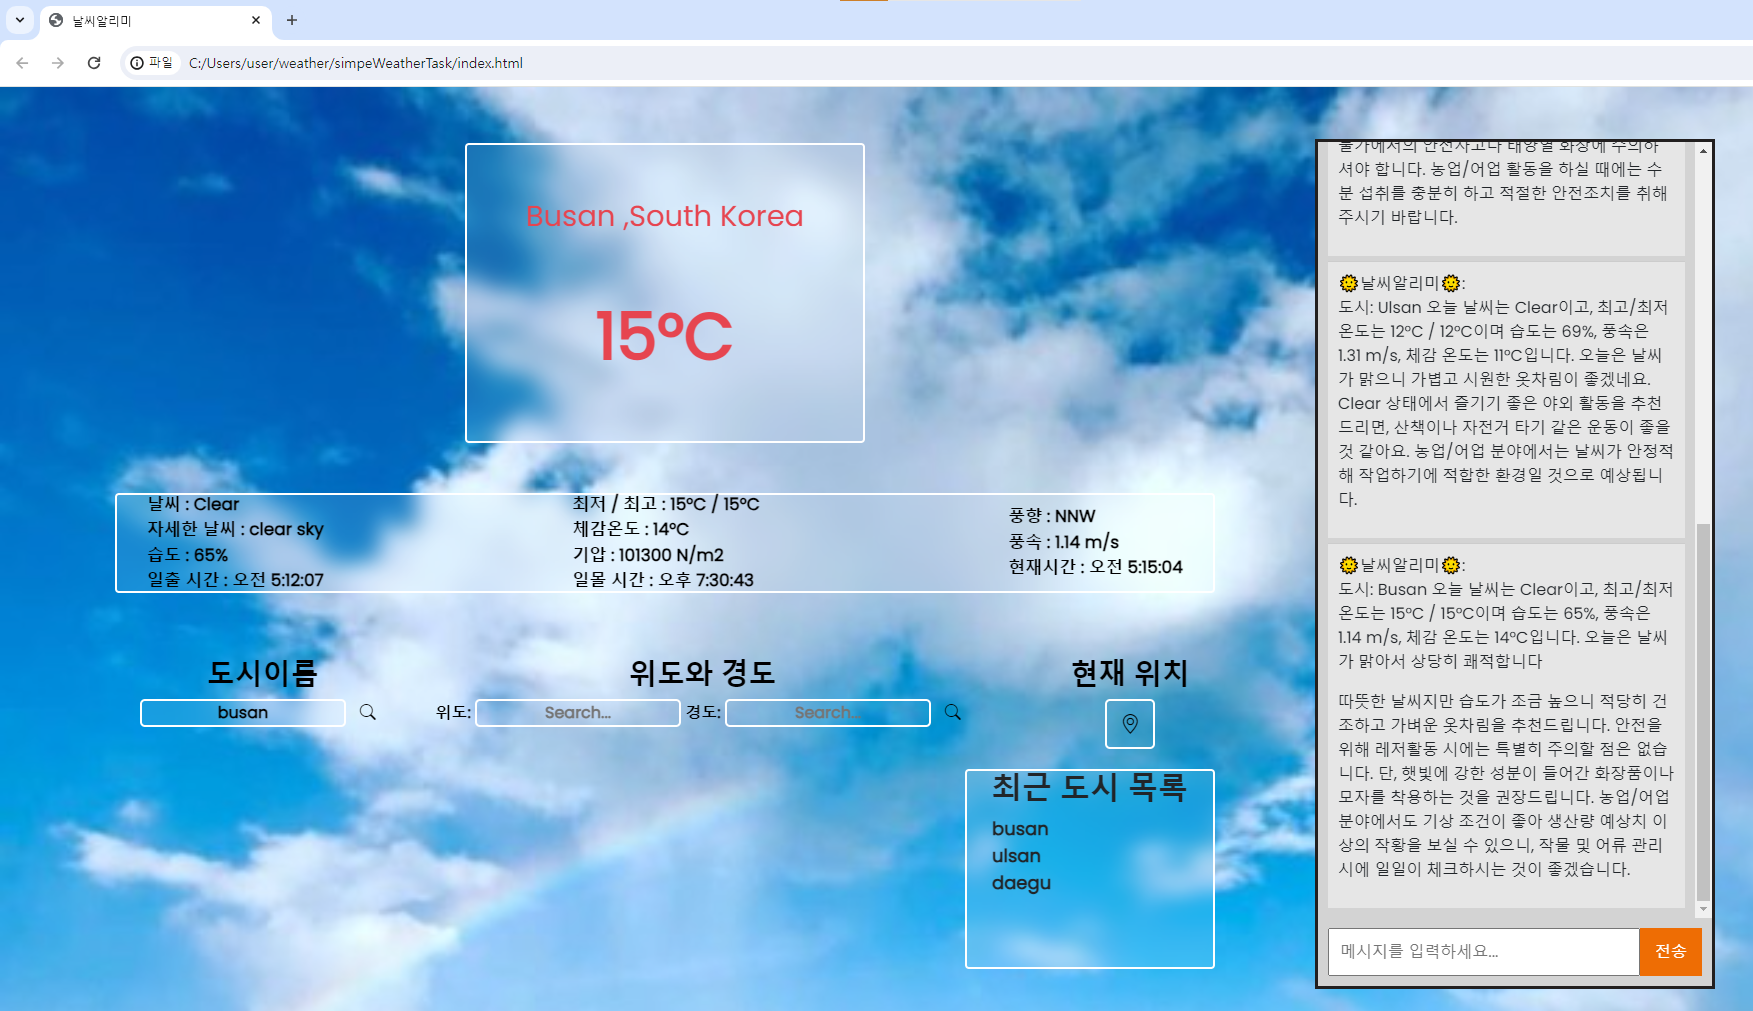 날씨알리미
파일
C:/Users/user/weather/simpeWeatherTask/index.html
Busan ,South Korea
15°C
날씨 : Clear
자세한 날씨 : clear sky
습도 : 65%
일출 시간 : 오전 5:12:07
최저 / 최고 : 15°C / 15°C
체감온도 : 14°C
기압 : 101300 N/m2
일몰 시간 : 오후 7:30:43
풍향 : NNW
풍속 : 1.14 m/s
현재시간 : 오전 5:15:04
도시이름
busan
위도와 경도
위도: Search...
경도: Search...
현재 위치
최근 도시 목록
busan
ulsan
daegu
물가에서의 안전사고나 태양열 화상에 주의하
셔야 합니다. 농업/어업 활동을 하실 때에는 수
분 섭취를 충분히 하고 적절한 안전조치를 취해
주시기 바랍니다.
🌞날씨알리미🌞:
도시: Ulsan 오늘 날씨는 Clear이고, 최고/최저
온도는 12°C / 12°C이며 습도는 69%, 풍속은
1.31 m/s, 체감 온도는 11°C입니다. 오늘은 날씨
가 맑으니 가볍고 시원한 옷차림이 좋겠네요.
Clear 상태에서 즐기기 좋은 야외 활동을 추천
드리면, 산책이나 자전거 타기 같은 운동이 좋을
것 같아요. 농업/어업 분야에서는 날씨가 안정적
해 작업하기에 적합한 환경일 것으로 예상됩니
다.
🌞날씨알리미🌞:
도시: Busan 오늘 날씨는 Clear이고, 최고/최저
온도는 15°C / 15°C이며 습도는 65%, 풍속은
1.14 m/s, 체감 온도는 14°C입니다. 오늘은 날씨
가 맑아서 상당히 쾌적합니다
따뜻한 날씨지만 습도가 조금 높으니 적당히 건
조하고 가벼운 옷차림을 추천드립니다. 안전을
위해 레저활동 시에는 특별히 주의할 점은 없습
니다. 단, 햇빛에 강한 성분이 들어간 화장품이나
모자를 착용하는 것을 권장드립니다. 농업/어업
분야에서도 기상 조건이 좋아 생산량 예상치 이
상의 작황을 보실 수 있으니, 작물 및 어류 관리
시에 일일이 체크하시는 것이 좋겠습니다.
메시지를 입력하세요...
전송